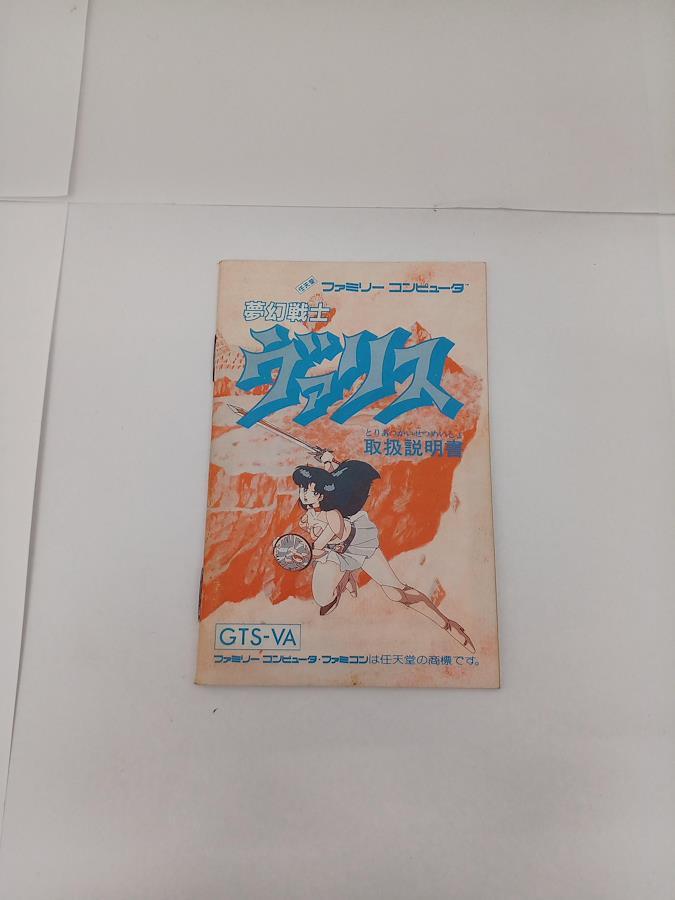 任天堂
ファミリー コンピュータ™
夢幻戦士
ヴァリス
とりあつかいせつめいしょ
取扱説明書
GTS-VA
ファミリー コンピュータ・ファミコンは任天堂の商標です。